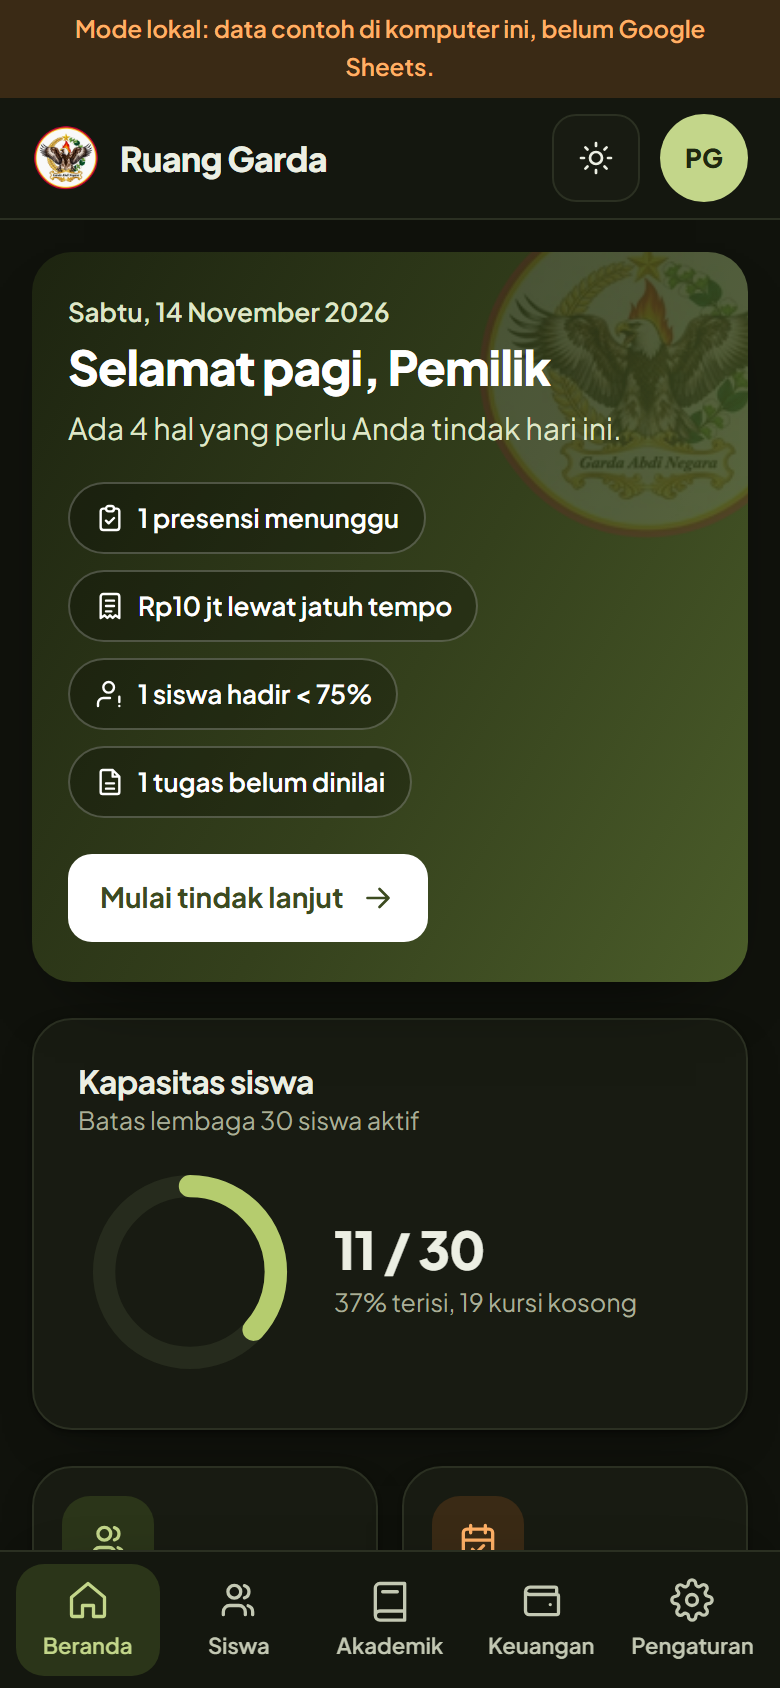 Mode lokal: data contoh di komputer ini, belum Google
Sheets.
Ruang Garda
PG
Sabtu, 14 November 2026
Selamat pagi, Pemilik
Ada 4 hal yang perlu Anda tindak hari ini.
Garda Abdi Negara
1 presensi menunggu
Rp10 jt lewat jatuh tempo
1 siswa hadir < 75%
1 tugas belum dinilai
Mulai tindak lanjut
Kapasitas siswa
Batas lembaga 30 siswa aktif
11 / 30
37% terisi, 19 kursi kosong
Beranda
Siswa
Akademik
Keuangan
Pengaturan